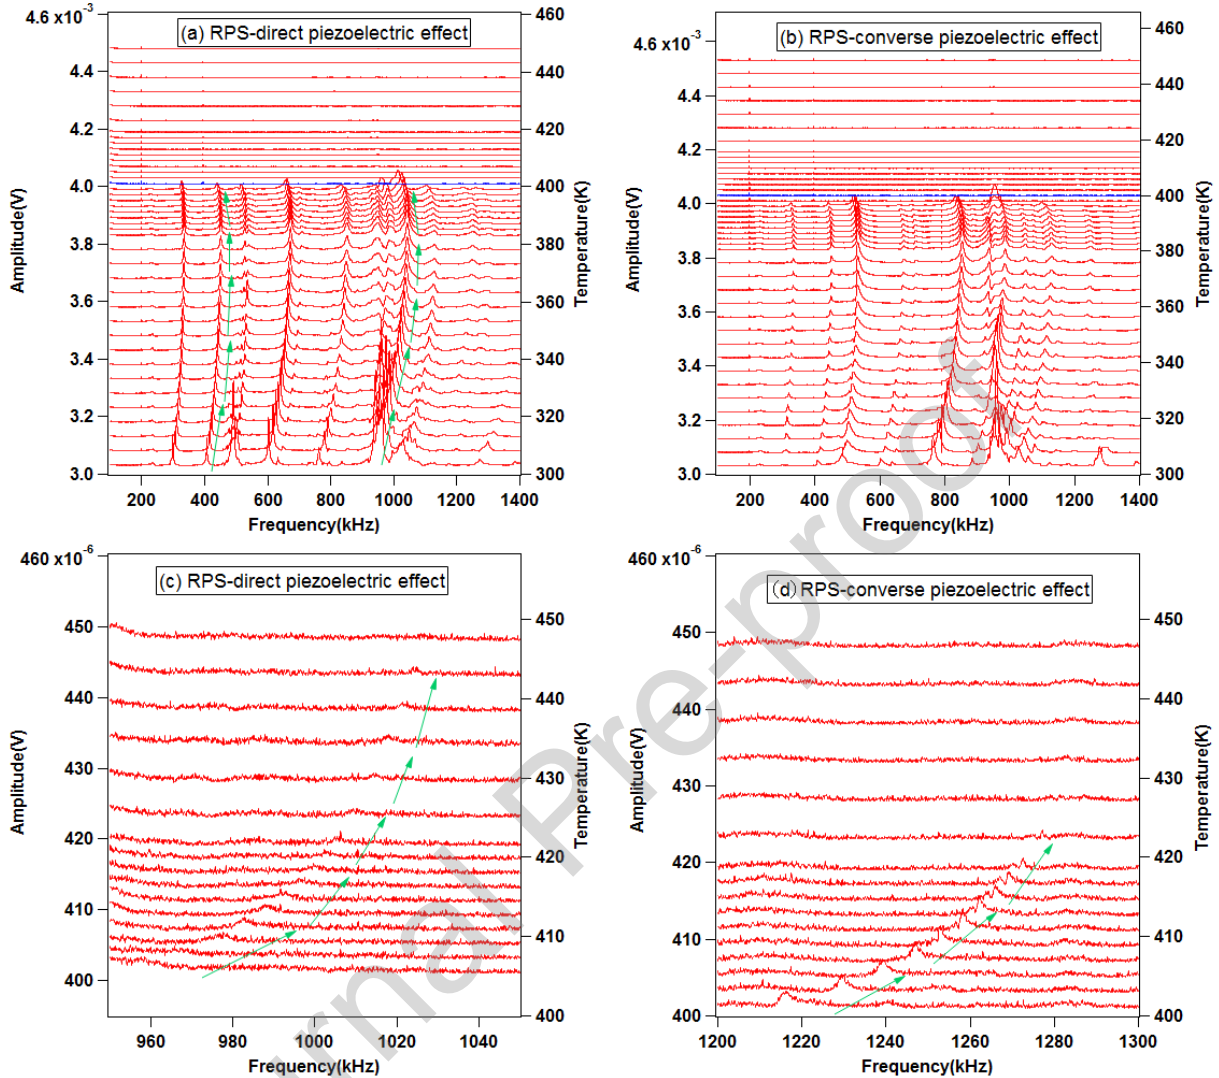 (a) RPS-direct piezoelectric effect
4.6 x10⁻³
4.4
4.2
4.0
3.8
3.6
3.4
3.2
3.0
Amplitude(V)
460
440
420
400
380
360
340
320
300
Temperature(K)
200 400 600 800 1000 1200 1400
Frequency(kHz)
(b) RPS-converse piezoelectric effect
4.6 x10⁻³
4.4
4.2
4.0
3.8
3.6
3.4
3.2
3.0
Amplitude(V)
460
440
420
400
380
360
340
320
300
Temperature(K)
200 400 600 800 1000 1200 1400
Frequency(kHz)
(c) RPS-direct piezoelectric effect
460 x10⁻⁶
450
440
430
420
410
400
Amplitude(V)
450
440
430
420
410
400
Temperature(K)
960 980 1000 1020 1040
Frequency(kHz)
(d) RPS-converse piezoelectric effect
460 x10⁻⁶
450
440
430
420
410
400
Amplitude(V)
450
440
430
420
410
400
Temperature(K)
1200 1220 1240 1260 1280 1300
Frequency(kHz)
rnal Pre-proof